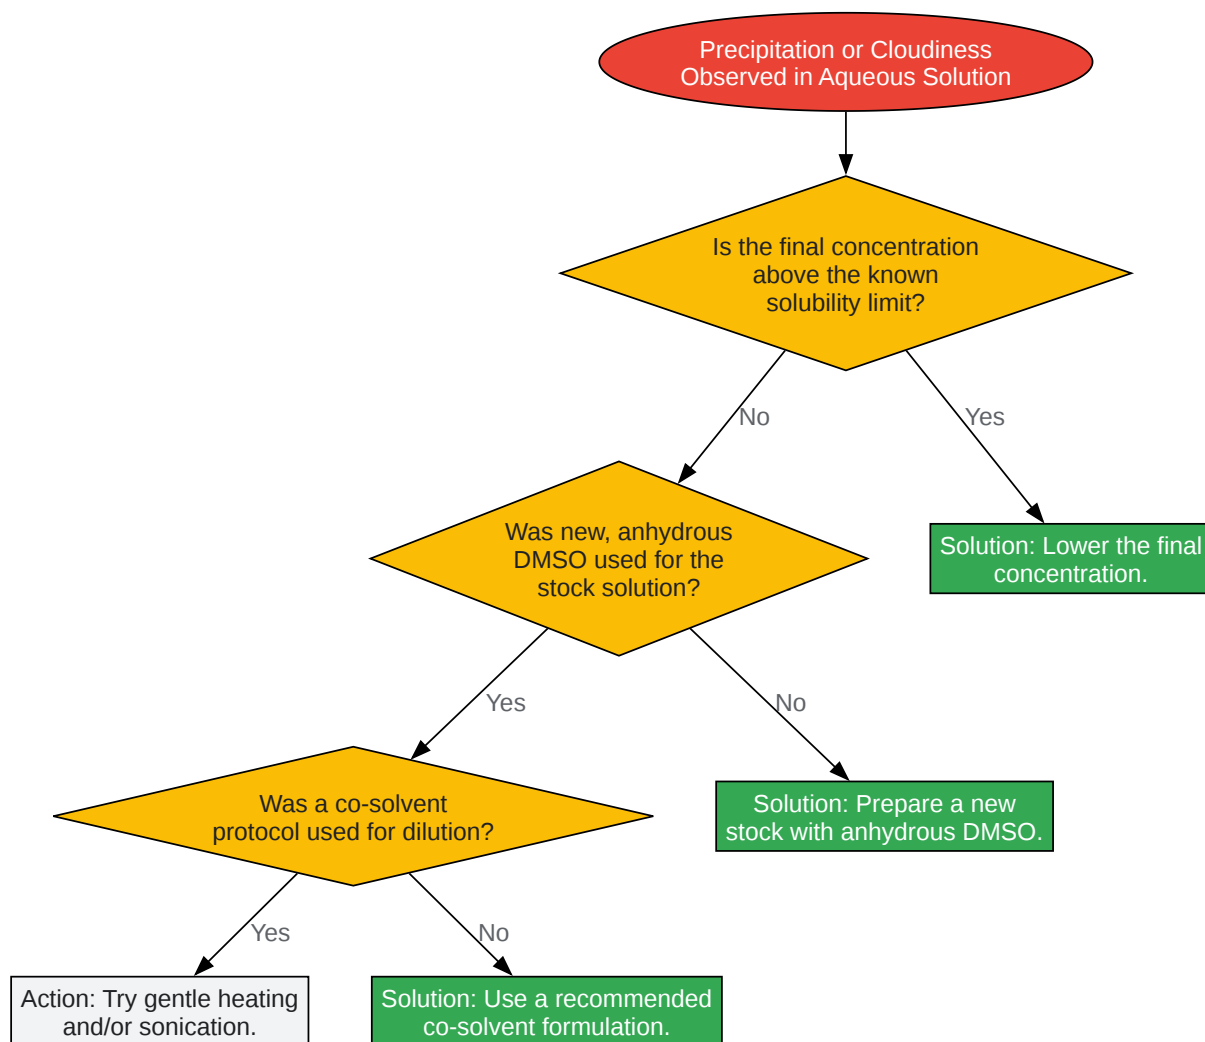 Precipitation or Cloudiness
Observed in Aqueous Solution
Is the final concentration
above the known
solubility limit?
No
Yes
Was new, anhydrous
DMSO used for the
stock solution?
Solution: Lower the final
concentration.
Yes
No
Was a co-solvent
protocol used for dilution?
Solution: Prepare a new
stock with anhydrous DMSO.
Yes
No
Action: Try gentle heating
and/or sonication.
Solution: Use a recommended
co-solvent formulation.